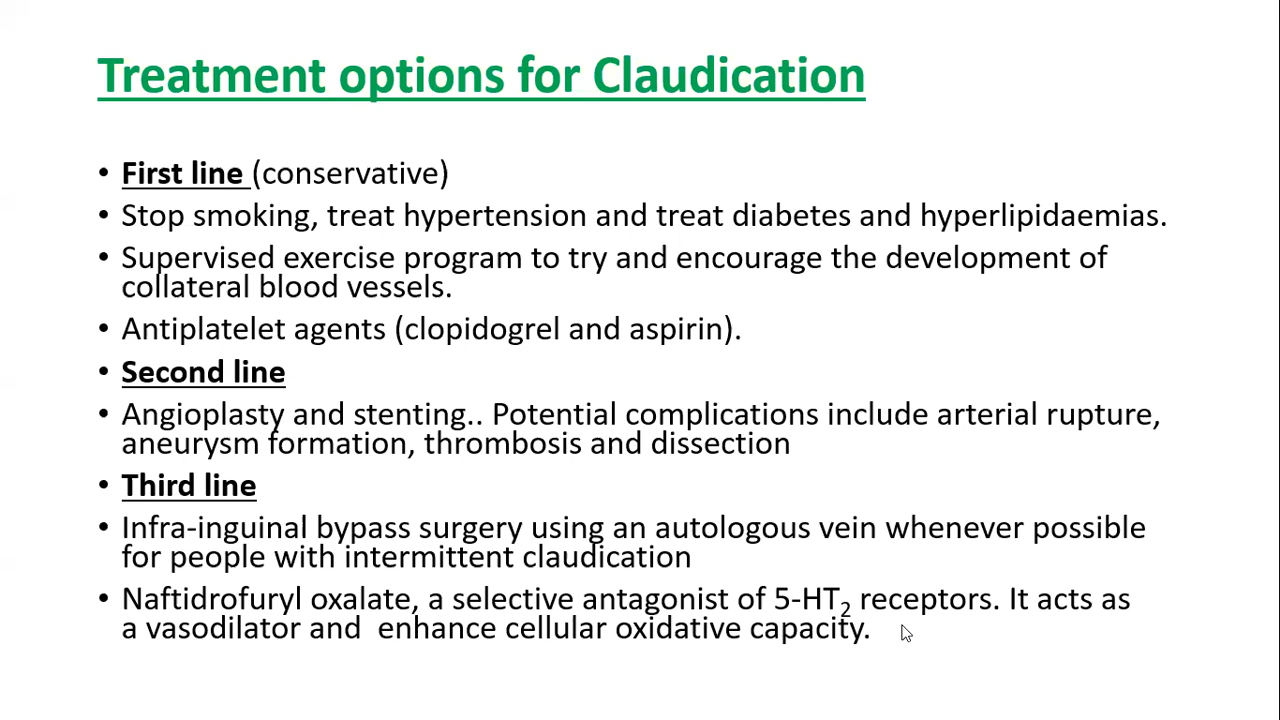 Treatment options for Claudication
• First line (conservative)
• Stop smoking, treat hypertension and treat diabetes and hyperlipidaemias.
• Supervised exercise program to try and encourage the development of
collateral blood vessels.
• Antiplatelet agents (clopidogrel and aspirin).
• Second line
• Angioplasty and stenting.. Potential complications include arterial rupture,
aneurysm formation, thrombosis and dissection
• Third line
• Infra-inguinal bypass surgery using an autologous vein whenever possible
for people with intermittent claudication
• Naftidrofuryl oxalate, a selective antagonist of 5-HT₂ receptors. It acts as
a vasodilator and  enhance cellular oxidative capacity.